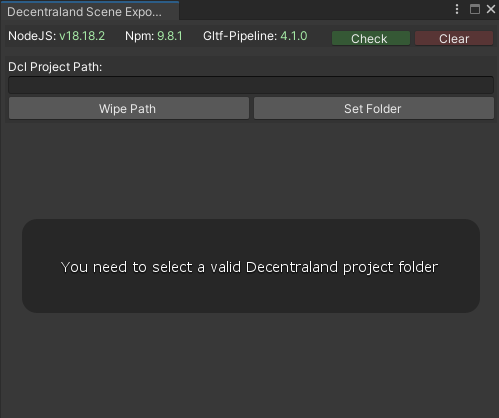 Decentraland Scene Expo...
NodeJS: v18.18.2 Npm: 9.8.1 Gltf-Pipeline: 4.1.0 Check Clear
Dcl Project Path:
Wipe Path Set Folder
You need to select a valid Decentraland project folder